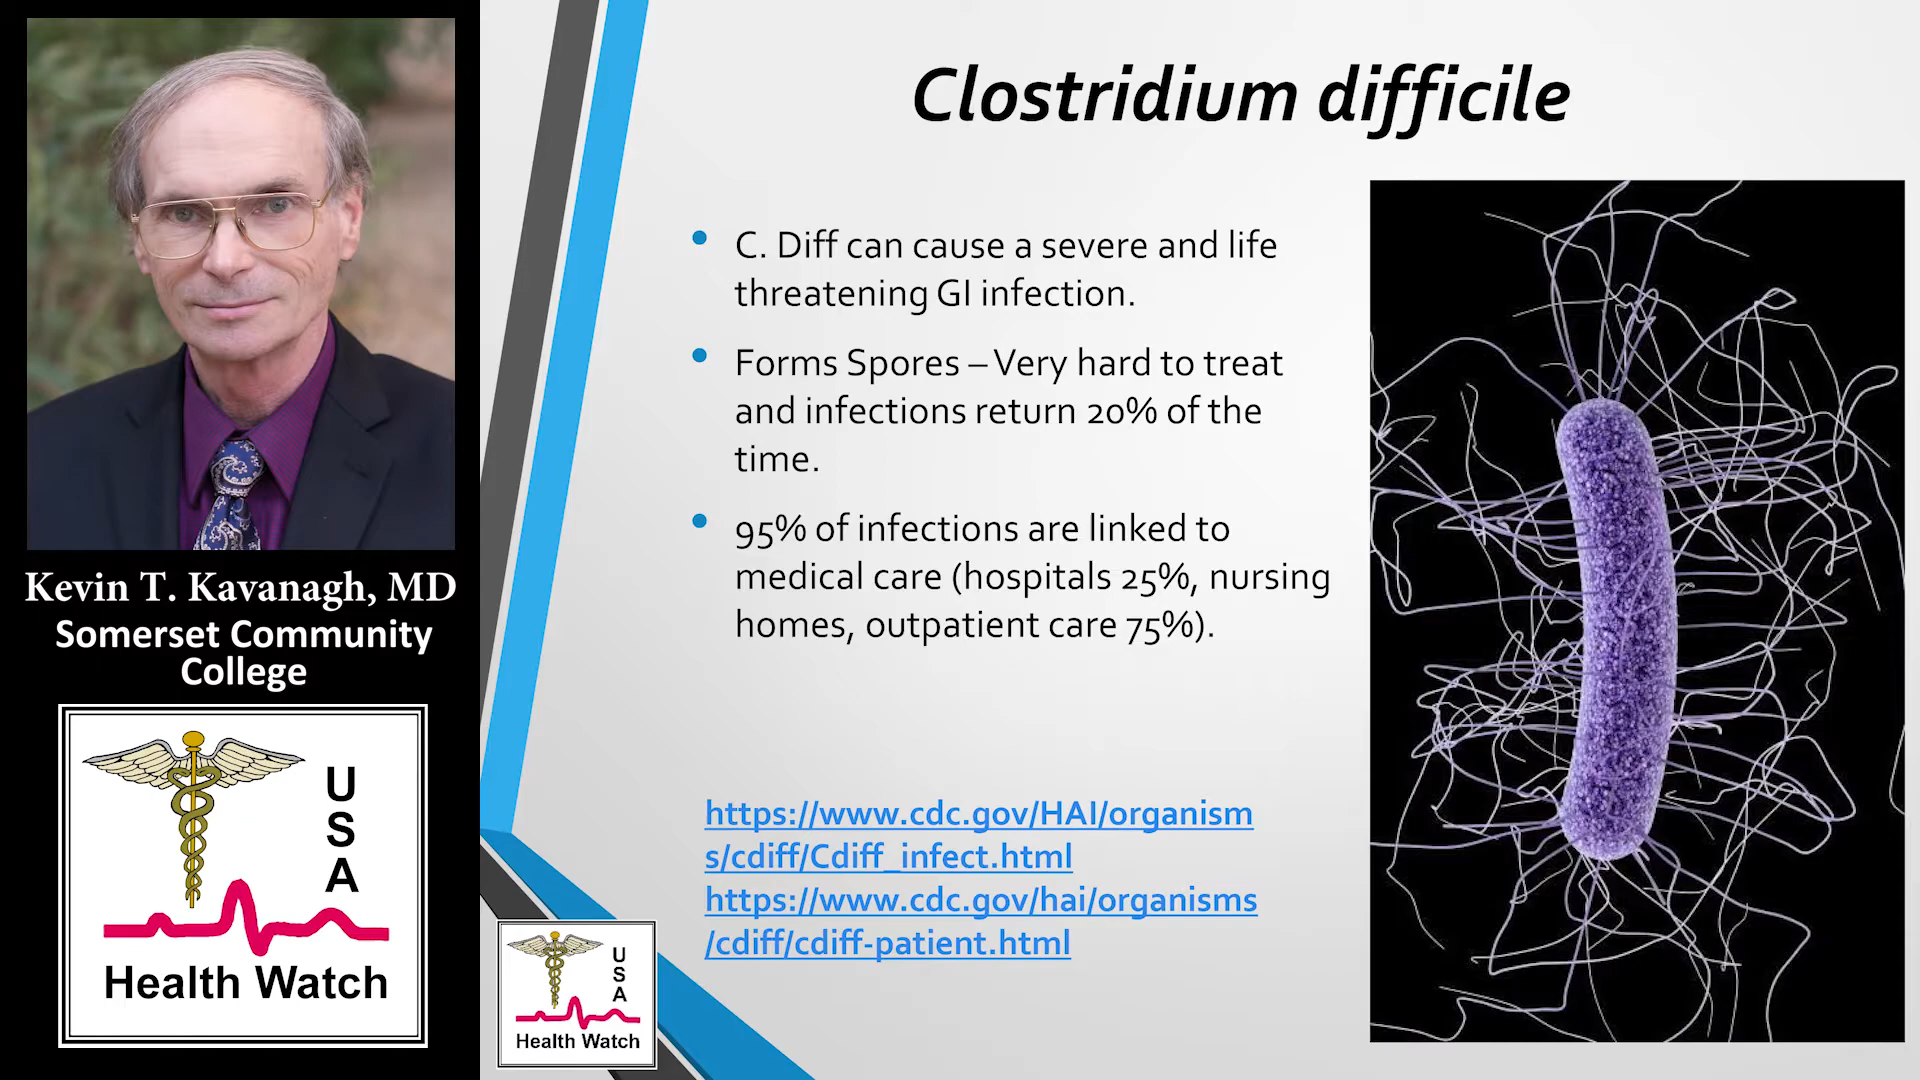 Kevin T. Kavanagh, MD
Somerset Community
College
U
S
A
Health Watch
Clostridium difficile
C. Diff can cause a severe and life
threatening GI infection.
Forms Spores – Very hard to treat
and infections return 20% of the
time.
95% of infections are linked to
medical care (hospitals 25%, nursing
homes, outpatient care 75%).
https://www.cdc.gov/HAI/organism
s/cdiff/Cdiff_infect.html
https://www.cdc.gov/hai/organisms
/cdiff/cdiff-patient.html
U
S
A
Health Watch